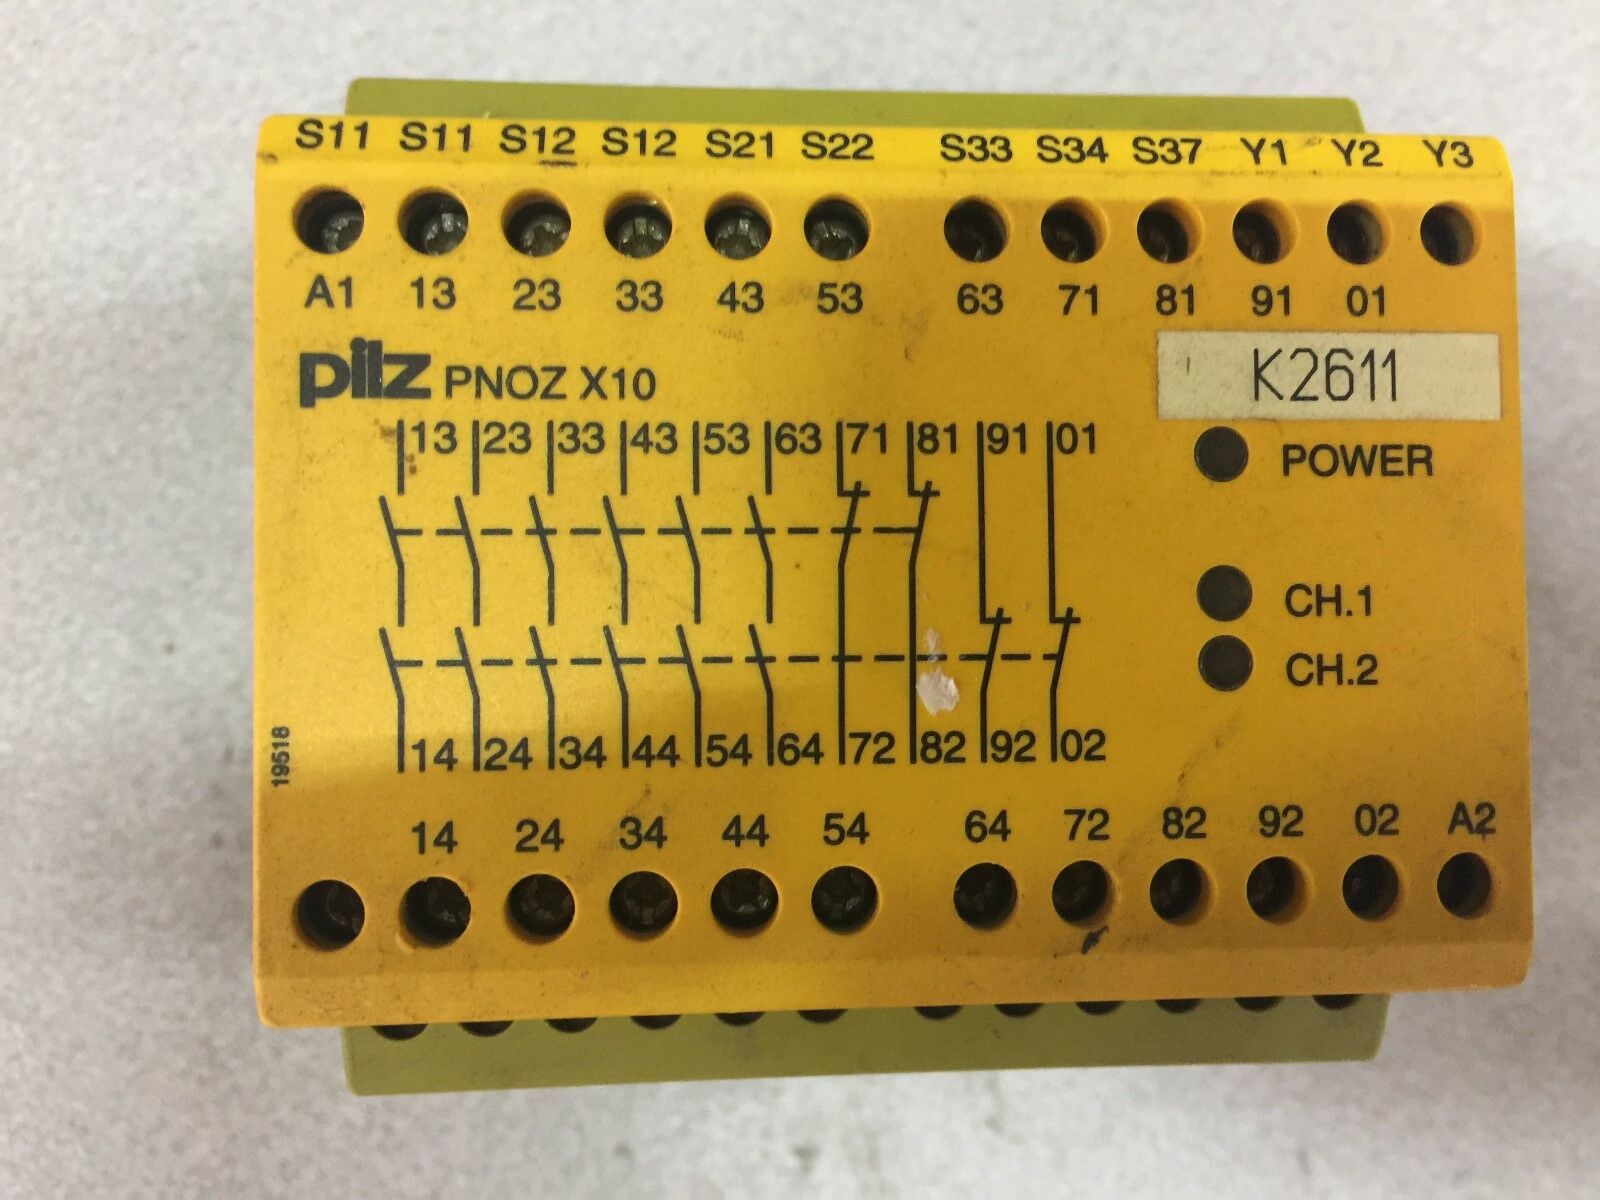 S11 S11 S12 S12 S21 S22 S33 S34 S37 Y1 Y2 Y3
A1 13 23 33 43 53 63 71 81 91 01
pilz PNOZ X10
K2611
13 23 33 43 53 63 71 81 91 01
POWER
CH.1
CH.2
14 24 34 44 54 64 72 82 92 02
19518
14 24 34 44 54 64 72 82 92 02 A2